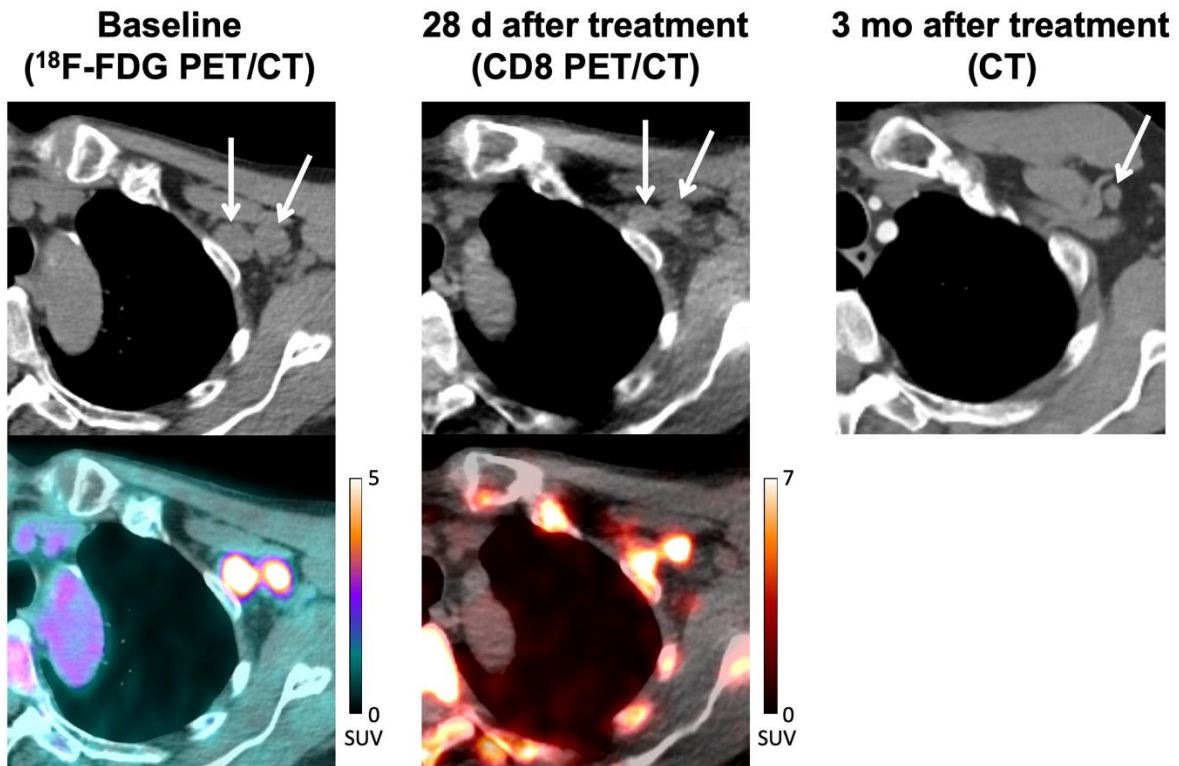 Baseline
(¹⁸F-FDG PET/CT)
28 d after treatment
(CD8 PET/CT)
3 mo after treatment
(CT)
5
0
SUV
7
0
SUV